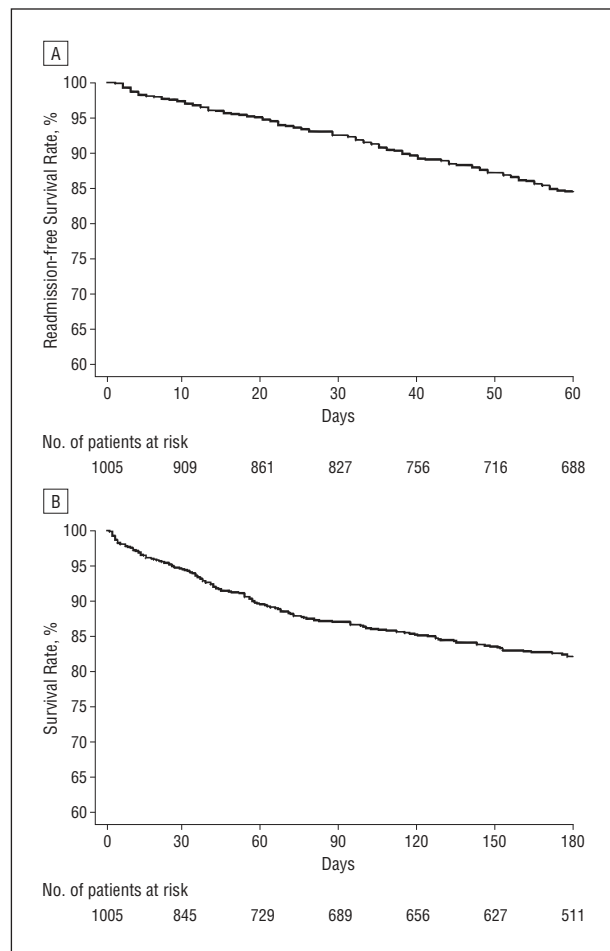 A
100
95
90
85
80
75
70
65
60
Readmission-free Survival Rate, %
0 10 20 30 40 50 60
Days
No. of patients at risk
1005 909 861 827 756 716 688
B
100
95
90
85
80
75
70
65
60
Survival Rate, %
0 30 60 90 120 150 180
Days
No. of patients at risk
1005 845 729 689 656 627 511